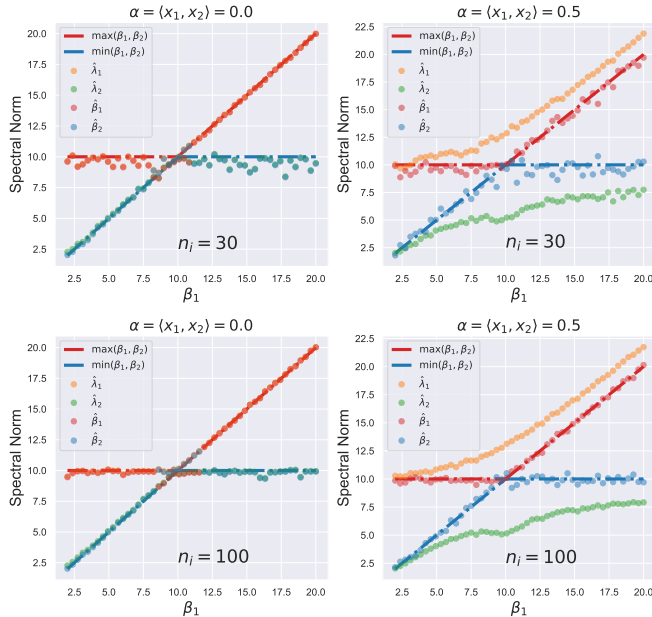 α = ⟨x₁, x₂⟩ = 0.0
Spectral Norm
20.0
17.5
15.0
12.5
10.0
7.5
5.0
2.5
max(β₁, β₂)
min(β₁, β₂)
λ̂₁
λ̂₂
β̂₁
β̂₂
nᵢ = 30
2.5 5.0 7.5 10.0 12.5 15.0 17.5 20.0
β₁
α = ⟨x₁, x₂⟩ = 0.5
Spectral Norm
22.5
20.0
17.5
15.0
12.5
10.0
7.5
5.0
2.5
max(β₁, β₂)
min(β₁, β₂)
λ̂₁
λ̂₂
β̂₁
β̂₂
nᵢ = 30
2.5 5.0 7.5 10.0 12.5 15.0 17.5 20.0
β₁
α = ⟨x₁, x₂⟩ = 0.0
Spectral Norm
20.0
17.5
15.0
12.5
10.0
7.5
5.0
2.5
max(β₁, β₂)
min(β₁, β₂)
λ̂₁
λ̂₂
β̂₁
β̂₂
nᵢ = 100
2.5 5.0 7.5 10.0 12.5 15.0 17.5 20.0
β₁
α = ⟨x₁, x₂⟩ = 0.5
Spectral Norm
22.5
20.0
17.5
15.0
12.5
10.0
7.5
5.0
2.5
max(β₁, β₂)
min(β₁, β₂)
λ̂₁
λ̂₂
β̂₁
β̂₂
nᵢ = 100
2.5 5.0 7.5 10.0 12.5 15.0 17.5 20.0
β₁